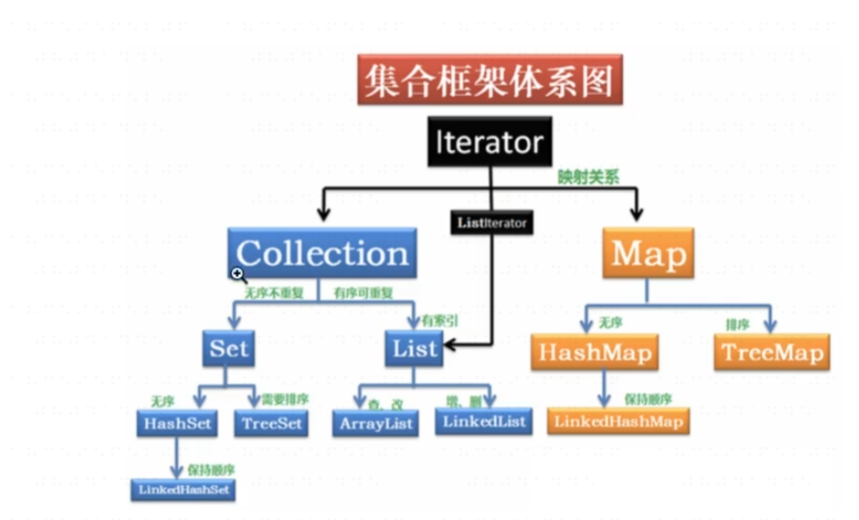 集合框架体系图
Iterator
映射关系
ListIterator
Collection
Map
无序不重复
有序可重复
有索引
无序
排序
Set
List
HashMap
TreeMap
无序
需要排序
查、改
增、删
保持顺序
HashSet
TreeSet
ArrayList
LinkedList
LinkedHashMap
保持顺序
LinkedHashSet